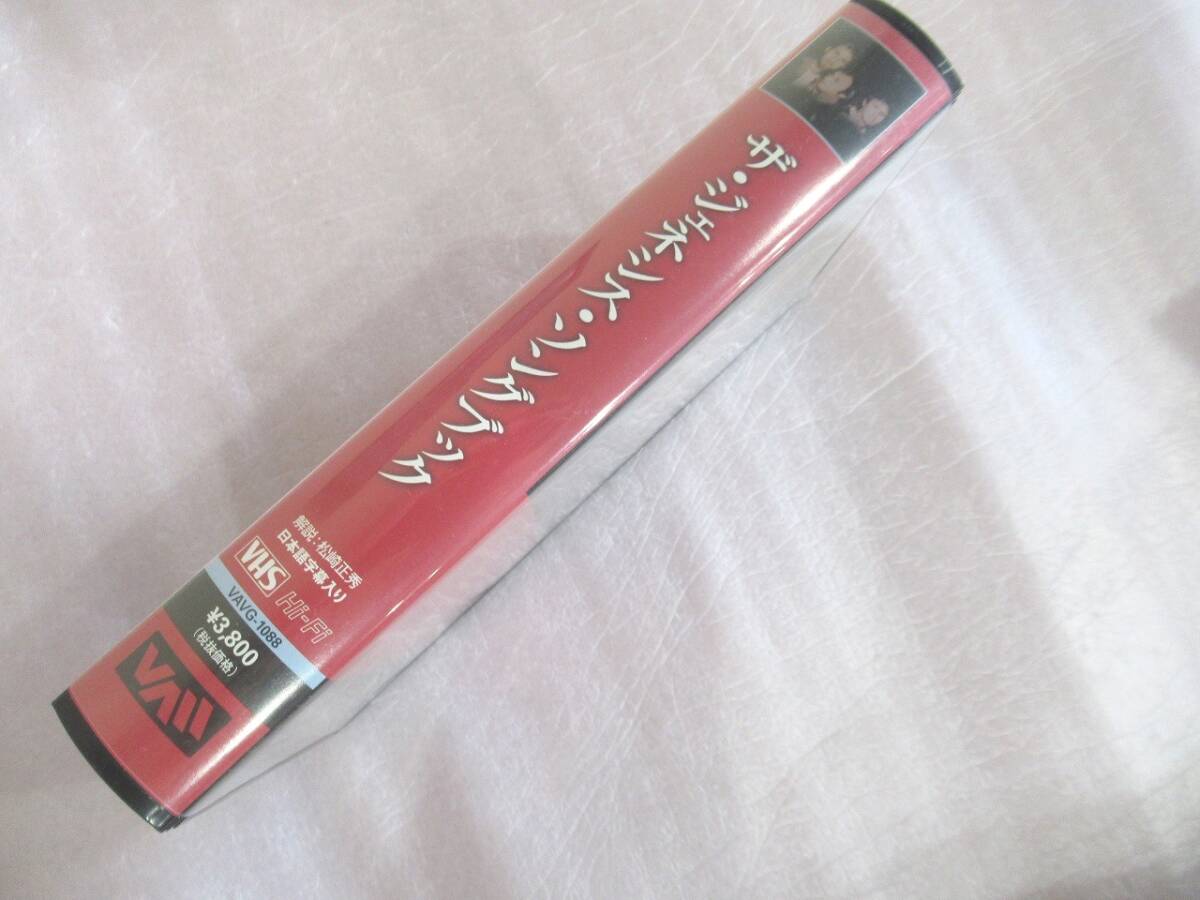 ザ・ジェネシス・ソングブック
解説:松崎正秀
日本語字幕入り
VHS Hi-Fi
VAVG-1088
¥3,800
(税抜価格)